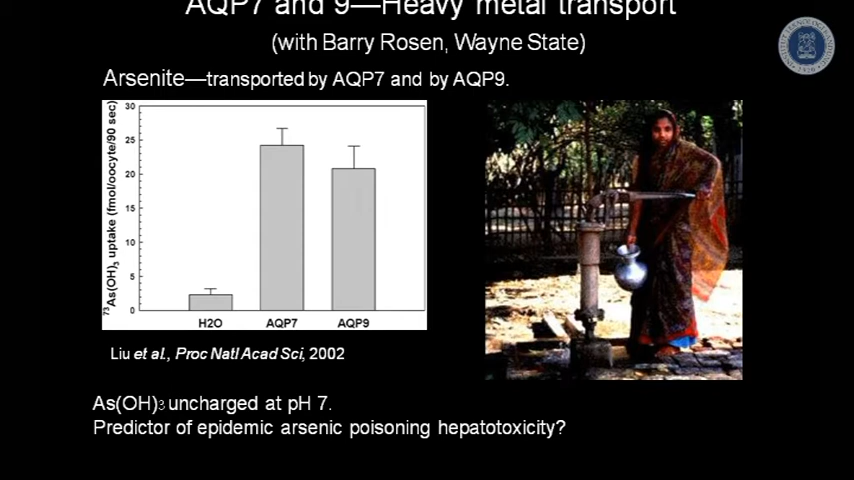 AQP7 and 9—Heavy metal transport
(with Barry Rosen, Wayne State)
Arsenite—transported by AQP7 and by AQP9.
73As(OH)3 uptake (fmol/oocyte/90 sec)
30
25
20
15
10
5
0
H2O AQP7 AQP9
Liu et al., Proc Natl Acad Sci, 2002
As(OH)3 uncharged at pH 7.
Predictor of epidemic arsenic poisoning hepatotoxicity?